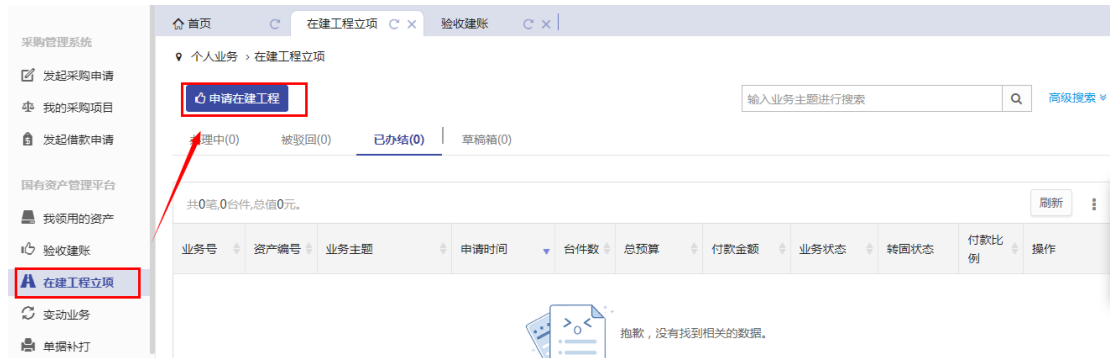 首页
在建工程立项
验收建账
采购管理系统
发起采购申请
我的采购项目
发起借款申请
国有资产管理平台
我领用的资产
验收建账
在建工程立项
变动业务
单据补打
个人业务 > 在建工程立项
申请在建工程
输入业务主题进行搜索
高级搜索
理中(0) 被驳回(0) 已办结(0) 草稿箱(0)
共0笔,0台件,总值0元。
刷新
业务号 资产编号 业务主题 申请时间 台件数 总预算 付款金额 业务状态 转固状态 付款比例 操作
抱歉，没有找到相关的数据。